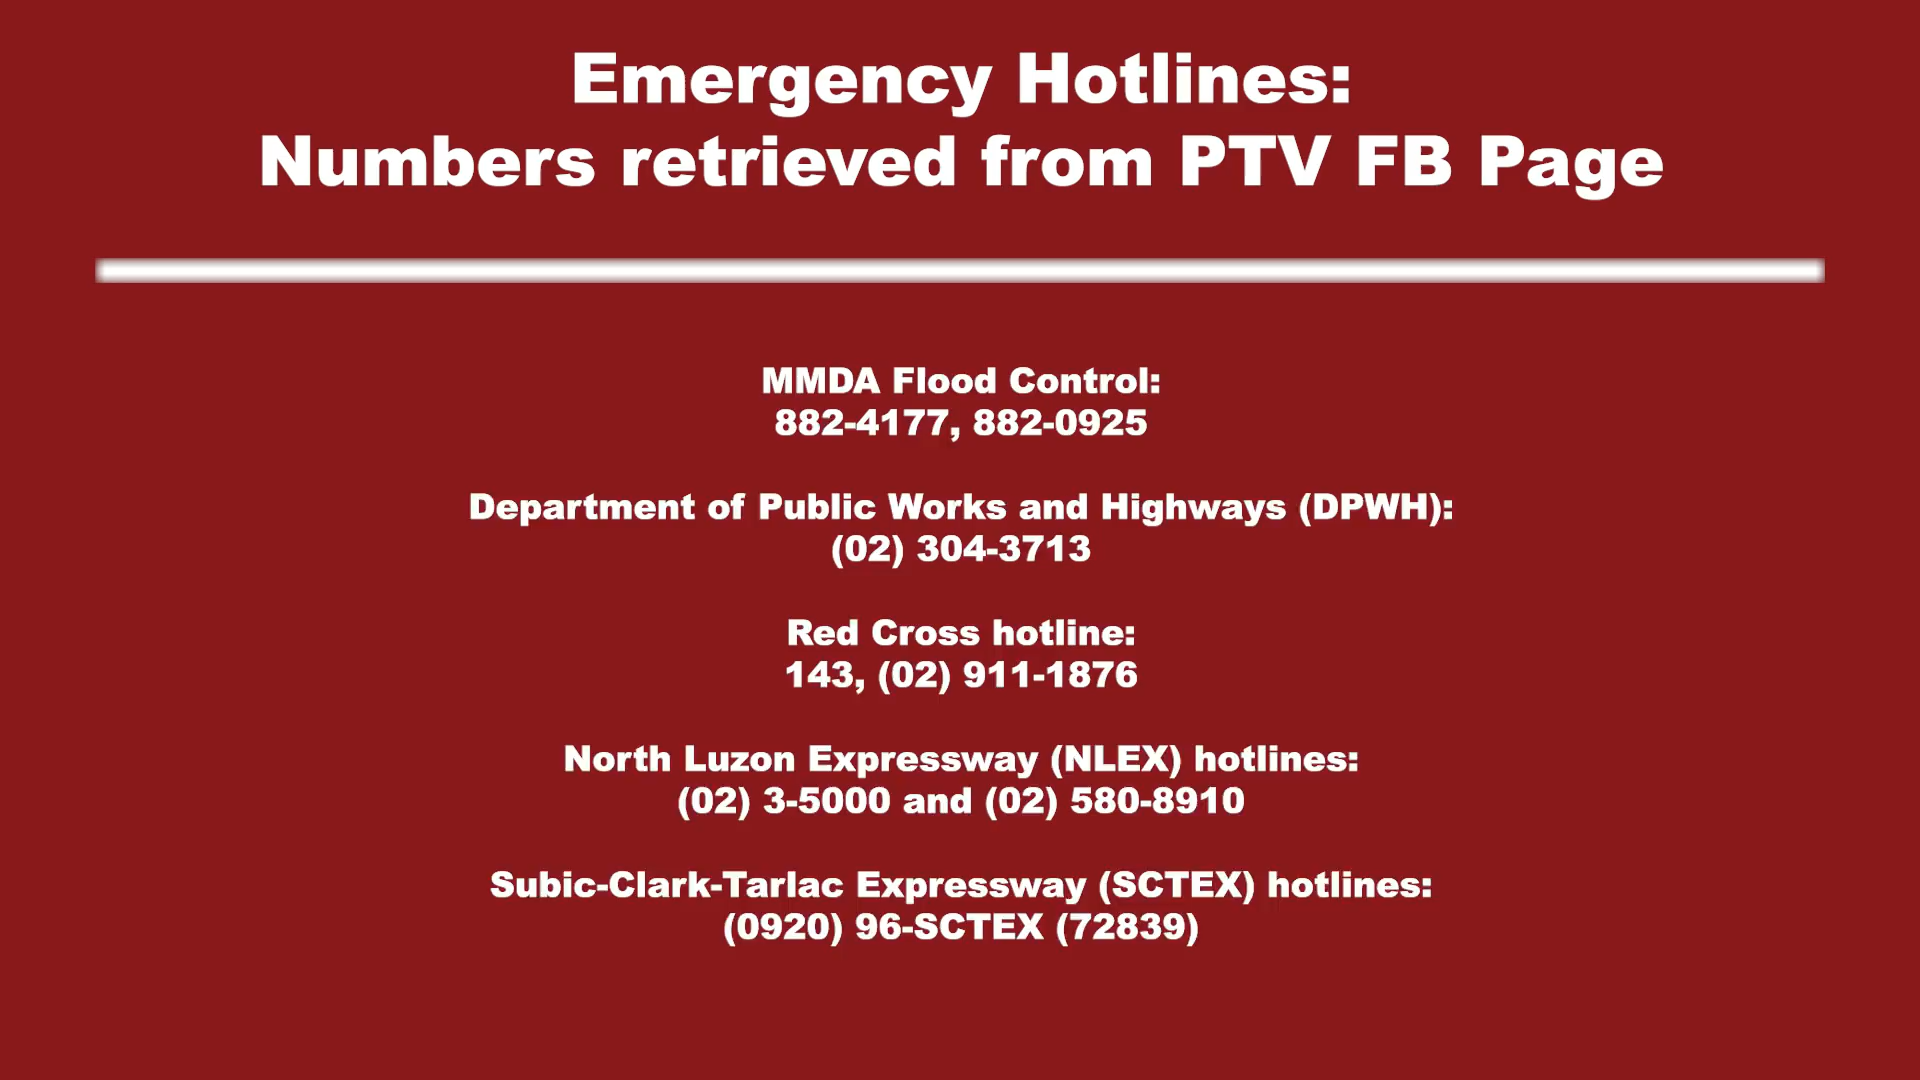 Emergency Hotlines:
Numbers retrieved from PTV FB Page
MMDA Flood Control:
882-4177, 882-0925
Department of Public Works and Highways (DPWH):
(02) 304-3713
Red Cross hotline:
143, (02) 911-1876
North Luzon Expressway (NLEX) hotlines:
(02) 3-5000 and (02) 580-8910
Subic-Clark-Tarlac Expressway (SCTEX) hotlines:
(0920) 96-SCTEX (72839)